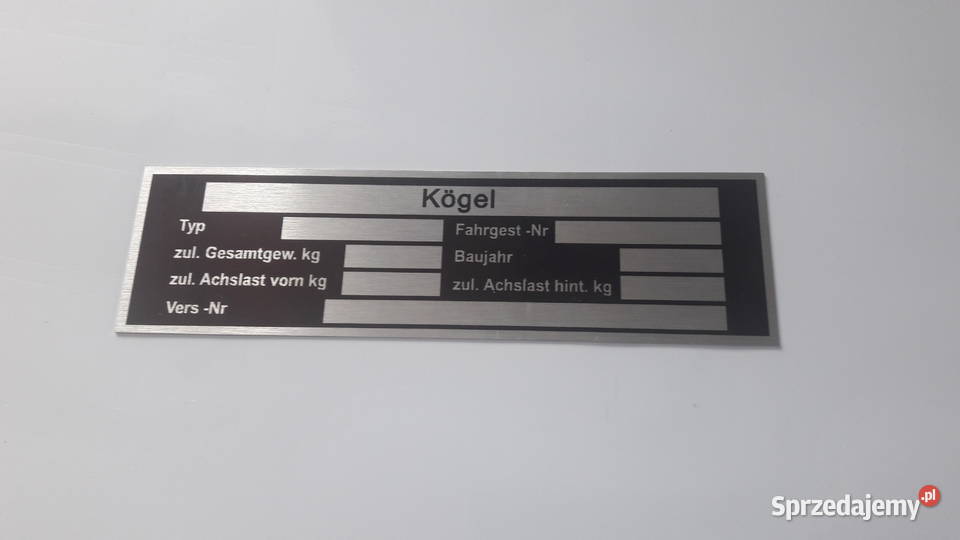 Kögel
Typ Fahrgest -Nr
zul. Gesamtgew. kg Baujahr
zul. Achslast vorn kg zul. Achslast hint. kg
Vers -Nr
Sprzedajemy.pl